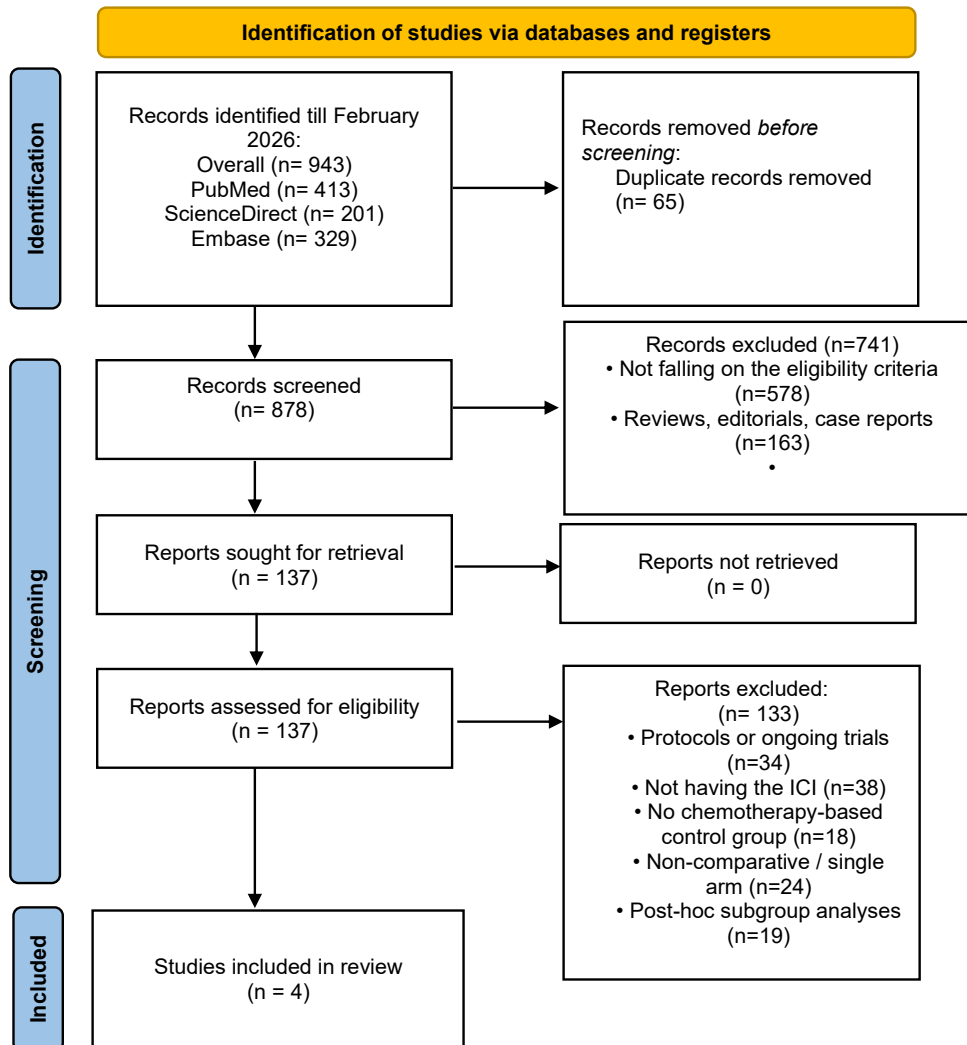 Identification of studies via databases and registers
Identification
Records identified till February
2026:
Overall (n= 943)
PubMed (n= 413)
ScienceDirect (n= 201)
Embase (n= 329)
Records removed before
screening:
Duplicate records removed
(n= 65)
Screening
Records screened
(n= 878)
Records excluded (n=741)
• Not falling on the eligibility criteria
(n=578)
• Reviews, editorials, case reports
(n=163)
•
Reports sought for retrieval
(n = 137)
Reports not retrieved
(n = 0)
Reports assessed for eligibility
(n = 137)
Reports excluded:
(n= 133)
• Protocols or ongoing trials
(n=34)
• Not having the ICI (n=38)
• No chemotherapy-based
control group (n=18)
• Non-comparative / single
arm (n=24)
• Post-hoc subgroup analyses
(n=19)
Included
Studies included in review
(n = 4)